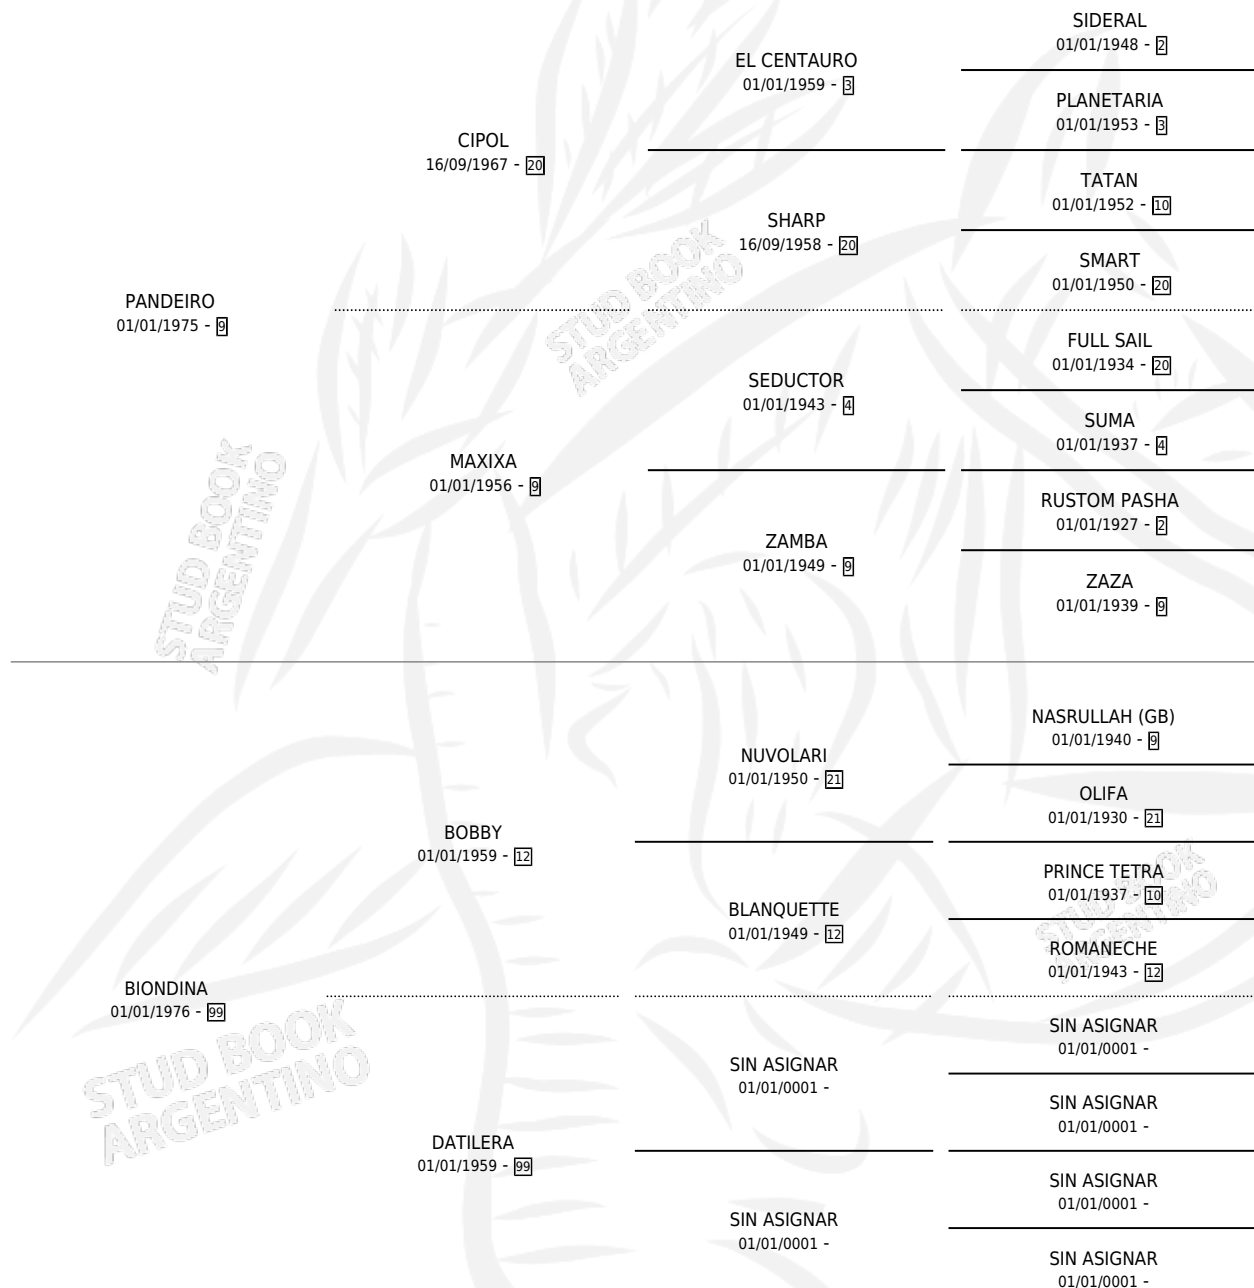 SIDERAL
01/01/1948 - 2
EL CENTAURO
01/01/1959 - 3
PLANETARIA
01/01/1953 - 3
CIPOL
16/09/1967 - 20
TATAN
01/01/1952 - 10
SHARP
16/09/1958 - 20
SMART
01/01/1950 - 20
PANDEIRO
01/01/1975 - 9
FULL SAIL
01/01/1934 - 20
SEDUCTOR
01/01/1943 - 4
SUMA
01/01/1937 - 4
MAXIXA
01/01/1956 - 9
RUSTOM PASHA
01/01/1927 - 2
ZAMBA
01/01/1949 - 9
ZAZA
01/01/1939 - 9
NASRULLAH (GB)
01/01/1940 - 9
NUVOLARI
01/01/1950 - 21
OLIFA
01/01/1930 - 21
BOBBY
01/01/1959 - 12
PRINCE TETRA
01/01/1937 - 10
BLANQUETTE
01/01/1949 - 12
ROMANECHE
01/01/1943 - 12
BIONDINA
01/01/1976 - 99
SIN ASIGNAR
01/01/0001 -
SIN ASIGNAR
01/01/0001 -
SIN ASIGNAR
01/01/0001 -
DATILERA
01/01/1959 - 99
SIN ASIGNAR
01/01/0001 -
SIN ASIGNAR
01/01/0001 -
SIN ASIGNAR
01/01/0001 -
STUD BOOK
ARGENTINO
STUD BOOK
ARGENTINO
STUD BOOK
ARGENTINO
STUD BOOK
ARGENTINO